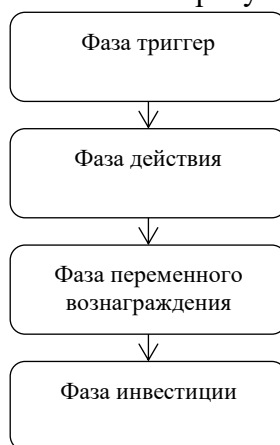 Фаза триггер
Фаза действия
Фаза переменного
вознаграждения
Фаза инвестиции